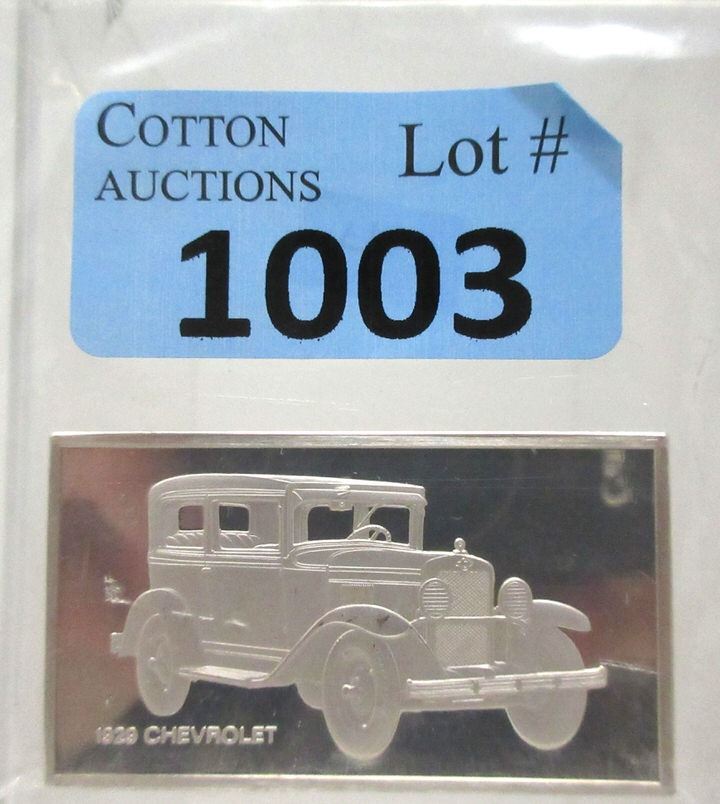 COTTON
AUCTIONS
Lot #
1003
1929 CHEVROLET